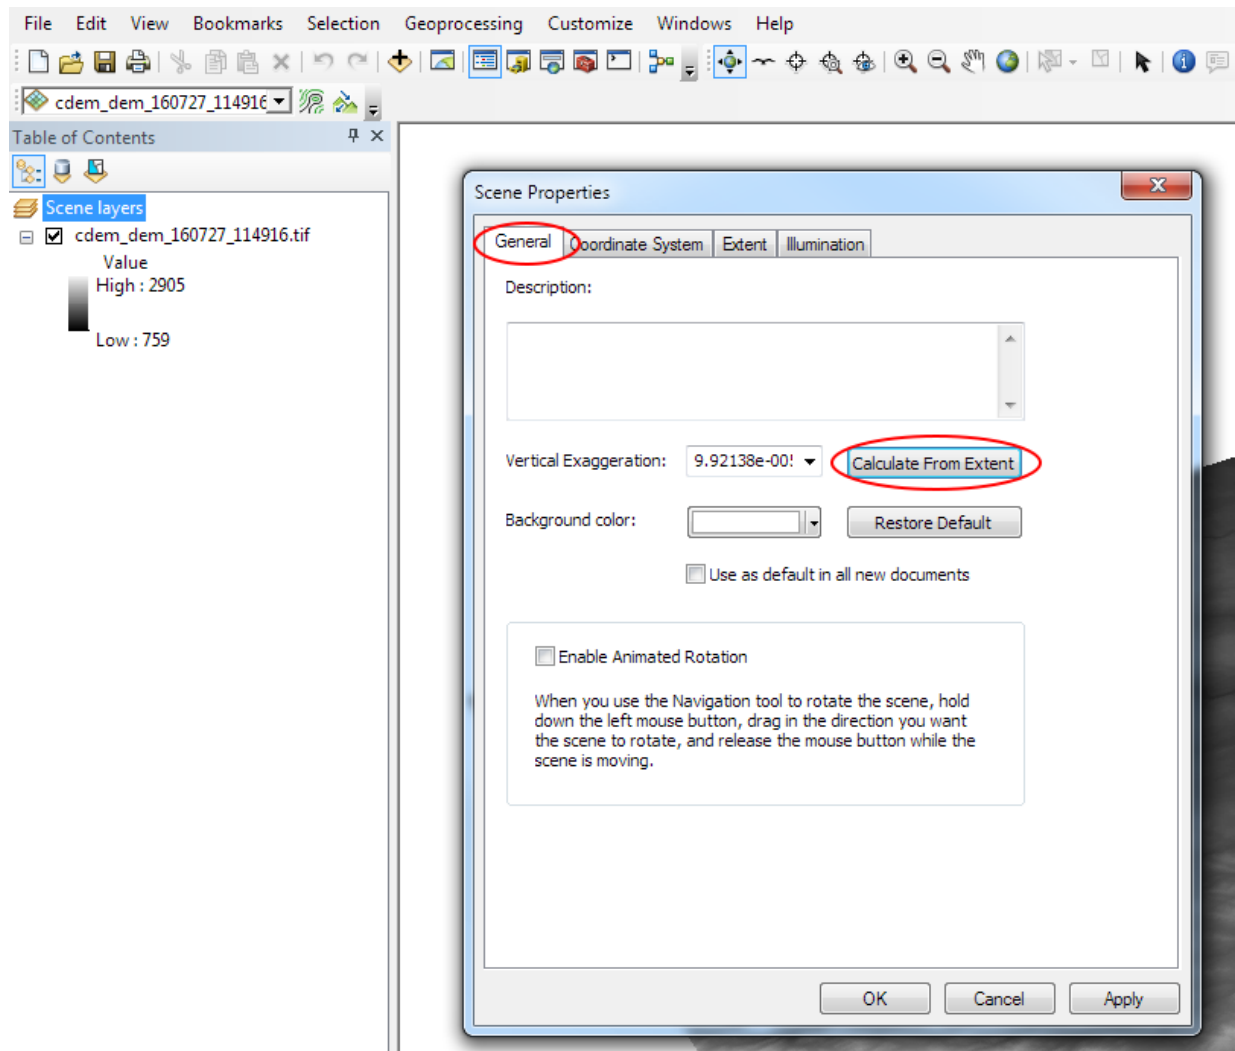 File Edit View Bookmarks Selection Geoprocessing Customize Windows Help
cdem_dem_160727_114916
Table of Contents
Scene layers
cdem_dem_160727_114916.tif
Value
High : 2905
Low : 759
Scene Properties
General Coordinate System Extent Illumination
Description:
Vertical Exaggeration: 9.92138e-005 Calculate From Extent
Background color: Restore Default
Use as default in all new documents
Enable Animated Rotation
When you use the Navigation tool to rotate the scene, hold
down the left mouse button, drag in the direction you want
the scene to rotate, and release the mouse button while the
scene is moving.
OK Cancel Apply